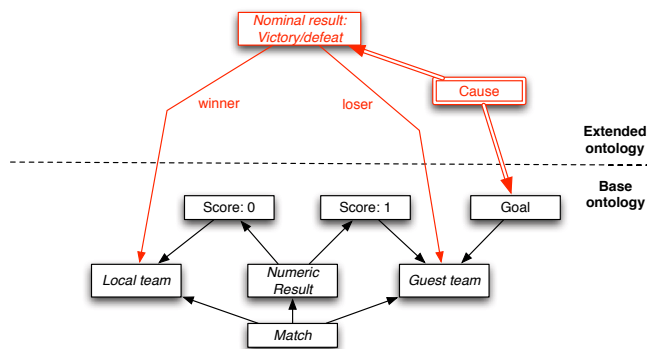 Nominal result:
Victory/defeat
winner
loser
Cause
Extended
ontology
Base
ontology
Score: 0
Score: 1
Goal
Local team
Numeric
Result
Guest team
Match